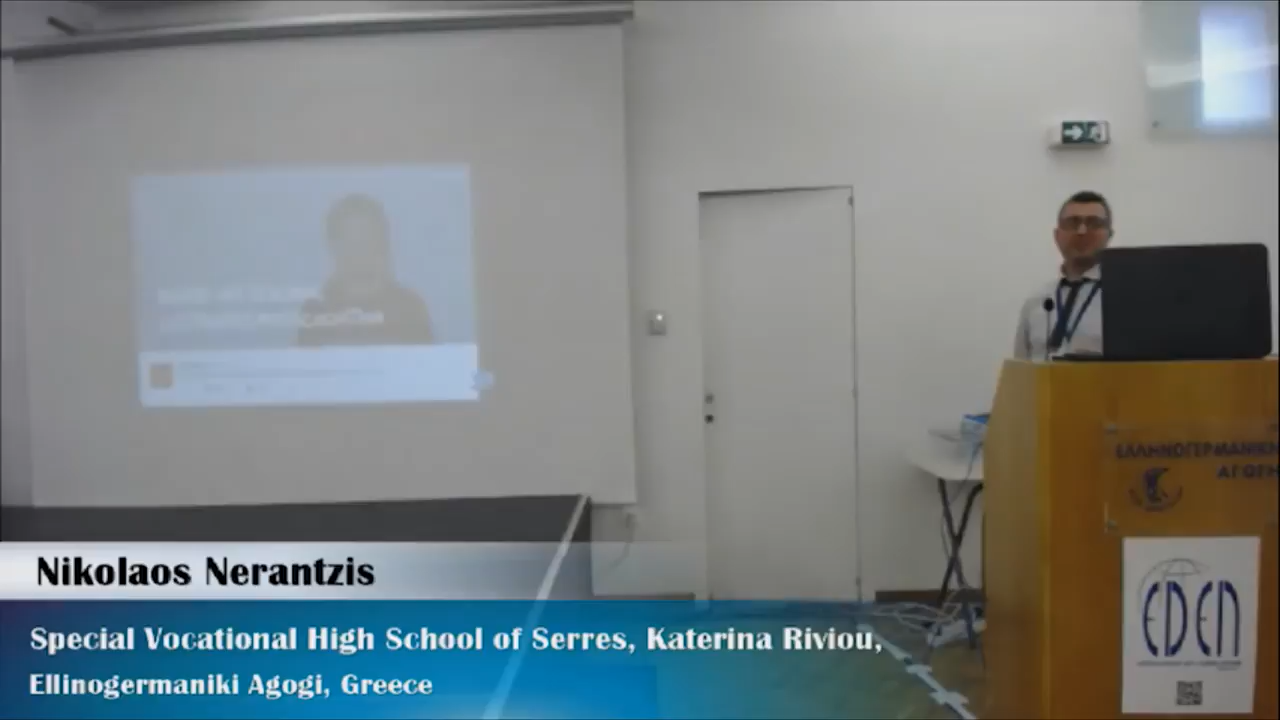 Nikolaos Nerantzis
Special Vocational High School of Serres, Katerina Riviou,
Ellinogermaniki Agogi, Greece
ΕΛΛΗΝΟΓΕΡΜΑΝΙΚΗ
ΑΓΩΓΗ
EDEN